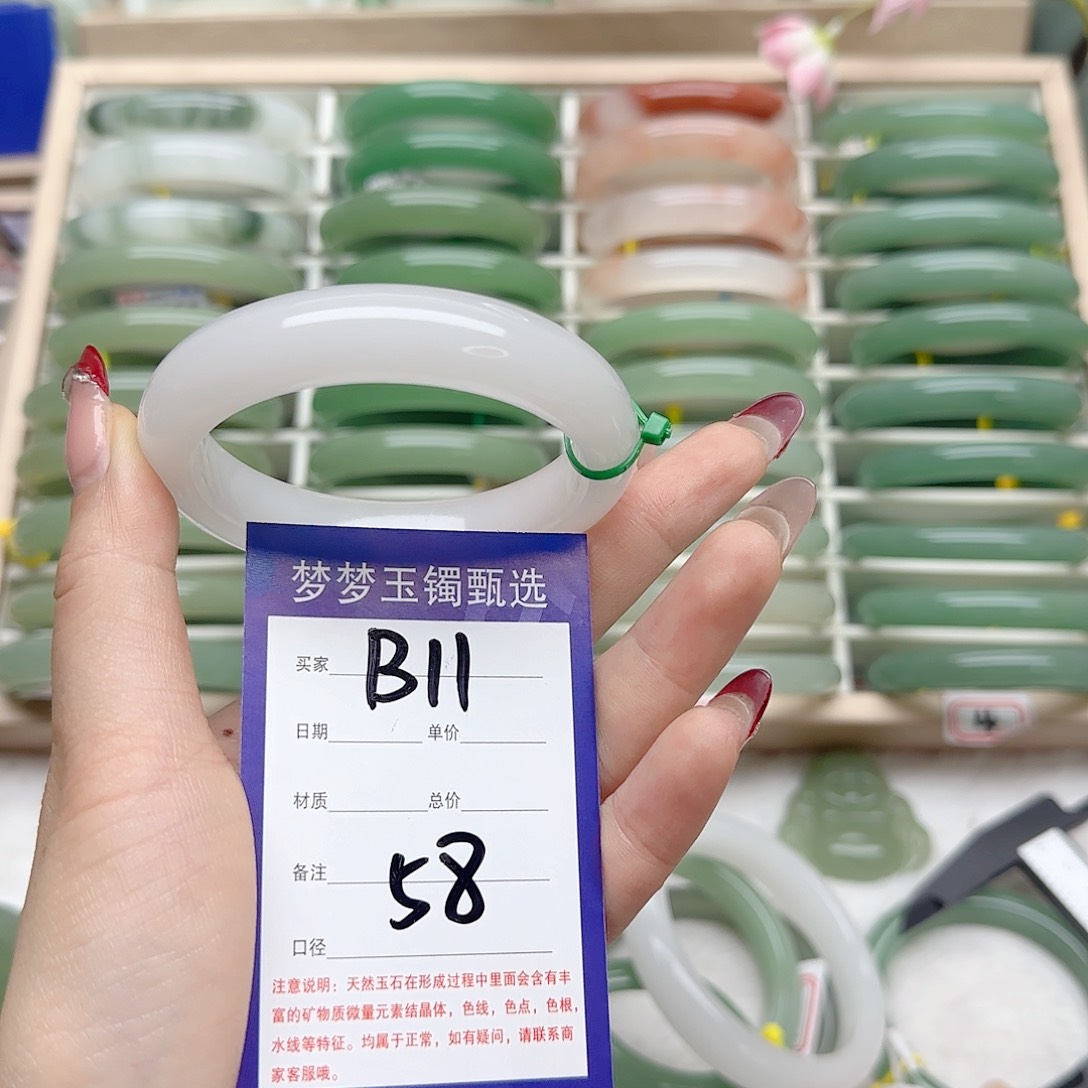 梦梦玉镯甄选
买家 B11
日期 单价
材质 总价
备注 58
口径
注意说明：天然玉石在形成过程中里面会含有丰
富的矿物质微量元素结晶体，色线，色点，色根，
水线等特征。均属于正常，如有疑问，请联系商
家客服哦。